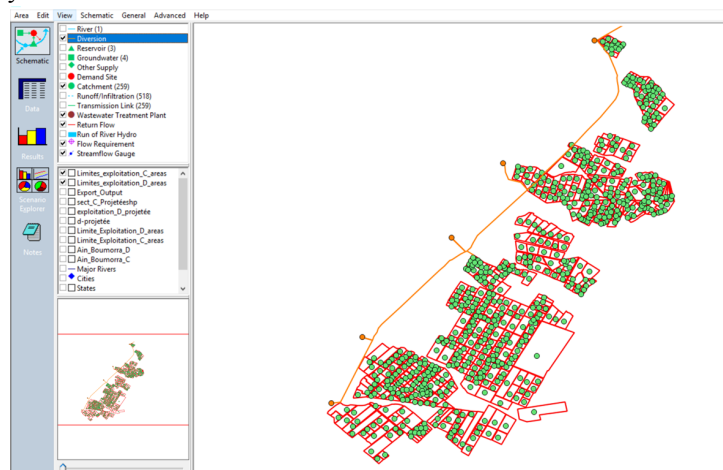 Area Edit View Schematic General Advanced Help
Schematic
Data
Results
Scenario
Explorer
Notes
River (1)
Diversion
Reservoir (3)
Groundwater (4)
Other Supply
Demand Site
Catchment (259)
Runoff/Infiltration (518)
Transmission Link (259)
Wastewater Treatment Plant
Return Flow
Run of River Hydro
Flow Requirement
Streamflow Gauge
Limites_exploitation_C_areas
Limites_exploitation_D_areas
Export_Output
sect_C_Projetéeshp
exploitation_D_projetée
d-projetée
Limite_Exploitation_D_areas
Limite_Exploitation_C_areas
Ain_Boumorra_D
Ain_Boumorra_C
Major Rivers
Cities
States